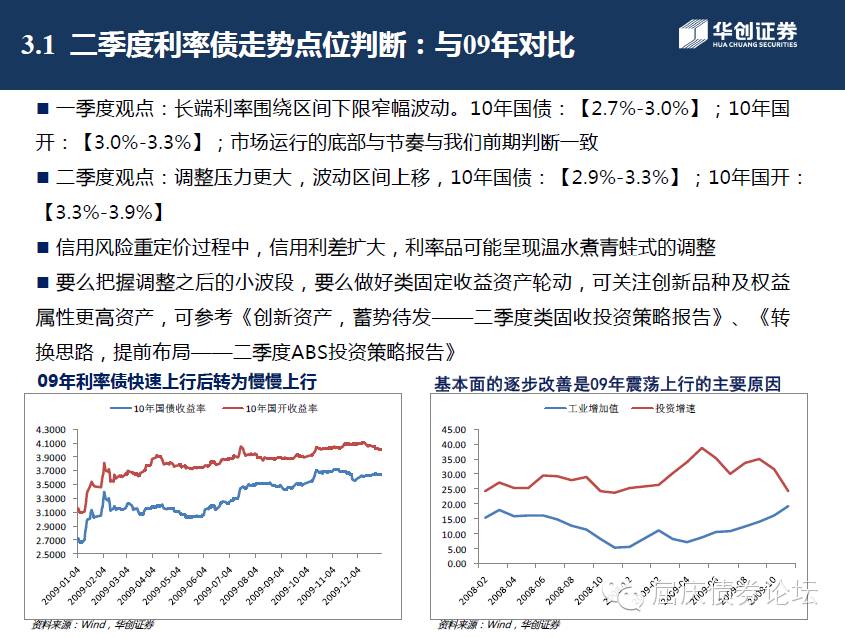 3.1 二季度利率债走势点位判断：与09年对比
华创证券
HUA CHUANG SECURITIES
■ 一季度观点：长端利率围绕区间下限窄幅波动。10年国债：【2.7%-3.0%】；10年国
开：【3.0%-3.3%】；市场运行的底部与节奏与我们前期判断一致
■ 二季度观点：调整压力更大，波动区间上移，10年国债：【2.9%-3.3%】；10年国开：
【3.3%-3.9%】
■ 信用风险重定价过程中，信用利差扩大，利率品可能呈现温水煮青蛙式的调整
■ 要么把握调整之后的小波段，要么做好类固定收益资产轮动，可关注创新品种及权益
属性更高资产，可参考《创新资产，蓄势待发——二季度类固收投资策略报告》、《转
换思路，提前布局——二季度ABS投资策略报告》
09年利率债快速上行后转为慢慢上行
10年国债收益率 10年国开收益率
4.3000
4.1000
3.9000
3.7000
3.5000
3.3000
3.1000
2.9000
2.7000
2.5000
2009-01-04
2009-02-04
2009-03-04
2009-04-04
2009-05-04
2009-06-04
2009-07-04
2009-08-04
2009-09-04
2009-10-04
2009-11-04
2009-12-04
资料来源：Wind，华创证券
基本面的逐步改善是09年震荡上行的主要原因
工业增加值 投资增速
45.00
40.00
35.00
30.00
25.00
20.00
15.00
10.00
5.00
0.00
2008-02
2008-04
2008-06
2008-08
2008-10
2008-12
2009-02
2009-04
2009-06
2009-08
资料来源：Wind，华创证券
屈庆债券论坛